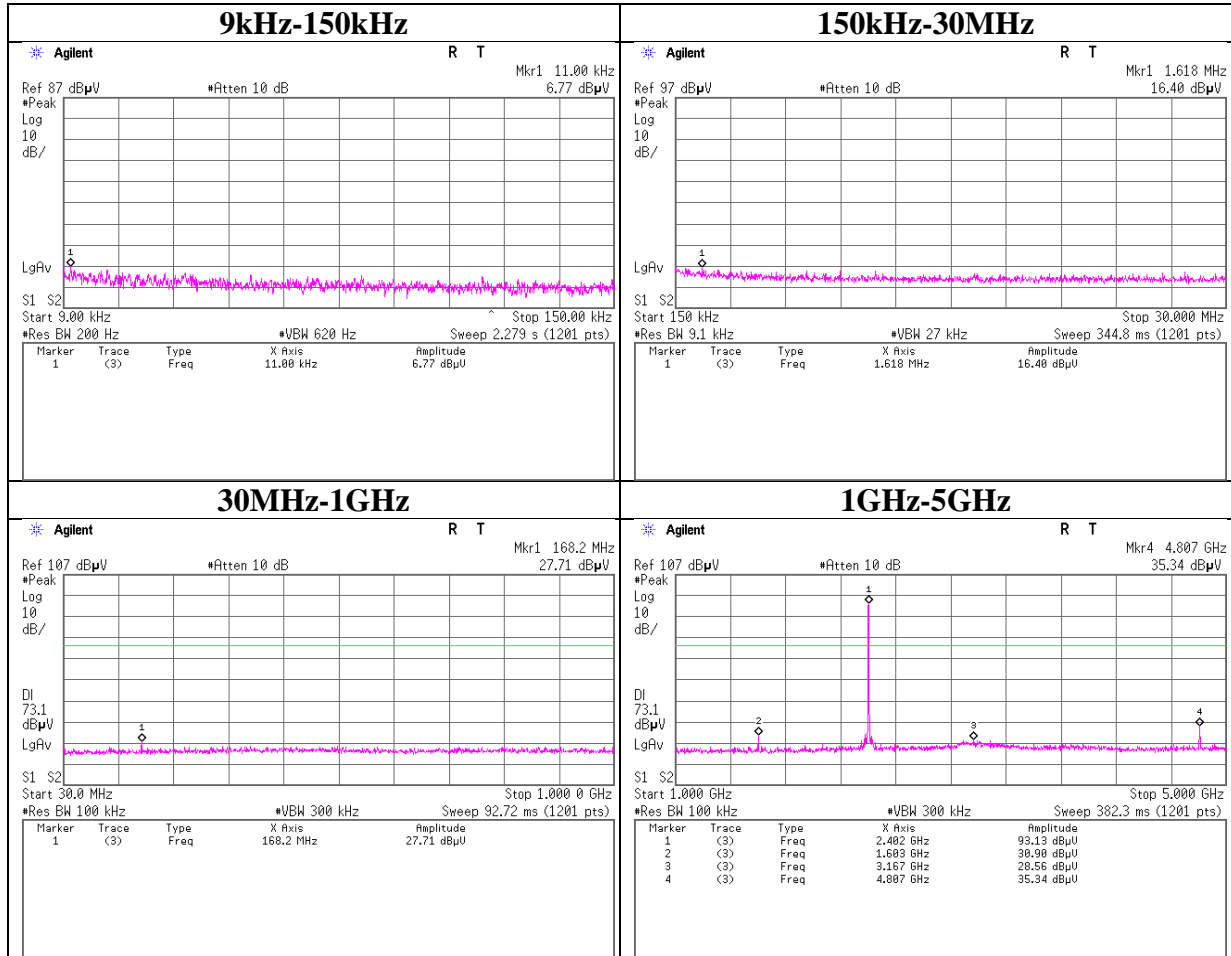 9kHz-150kHz
Agilent R T
Mkr1 11.00 kHz
Ref 87 dBµV #Atten 10 dB 6.77 dBµV
#Peak
Log
10
dB/
1
LgAv
S1 S2
Start 9.00 kHz ^ Stop 150.00 kHz
#Res BW 200 Hz #VBW 620 Hz Sweep 2.279 s (1201 pts)
Marker Trace Type X Axis Amplitude
1 (3) Freq 11.00 kHz 6.77 dBµV
150kHz-30MHz
Agilent R T
Mkr1 1.618 MHz
Ref 97 dBµV #Atten 10 dB 16.40 dBµV
#Peak
Log
10
dB/
1
LgAv
S1 S2
Start 150 kHz Stop 30.000 MHz
#Res BW 9.1 kHz #VBW 27 kHz Sweep 344.8 ms (1201 pts)
Marker Trace Type X Axis Amplitude
1 (3) Freq 1.618 MHz 16.40 dBµV
30MHz-1GHz
Agilent R T
Mkr1 168.2 MHz
Ref 107 dBµV #Atten 10 dB 27.71 dBµV
#Peak
Log
10
dB/
DI
73.1
dBµV
1
LgAv
S1 S2
Start 30.0 MHz Stop 1.000 0 GHz
#Res BW 100 kHz #VBW 300 kHz Sweep 92.72 ms (1201 pts)
Marker Trace Type X Axis Amplitude
1 (3) Freq 168.2 MHz 27.71 dBµV
1GHz-5GHz
Agilent R T
Mkr4 4.807 GHz
Ref 107 dBµV #Atten 10 dB 35.34 dBµV
#Peak
1
Log
10
dB/
DI
73.1
4
dBµV
2 3
LgAv
S1 S2
Start 1.000 GHz Stop 5.000 GHz
#Res BW 100 kHz #VBW 300 kHz Sweep 382.3 ms (1201 pts)
Marker Trace Type X Axis Amplitude
1 (3) Freq 2.402 GHz 93.13 dBµV
2 (3) Freq 1.603 GHz 30.90 dBµV
3 (3) Freq 3.167 GHz 28.56 dBµV
4 (3) Freq 4.807 GHz 35.34 dBµV